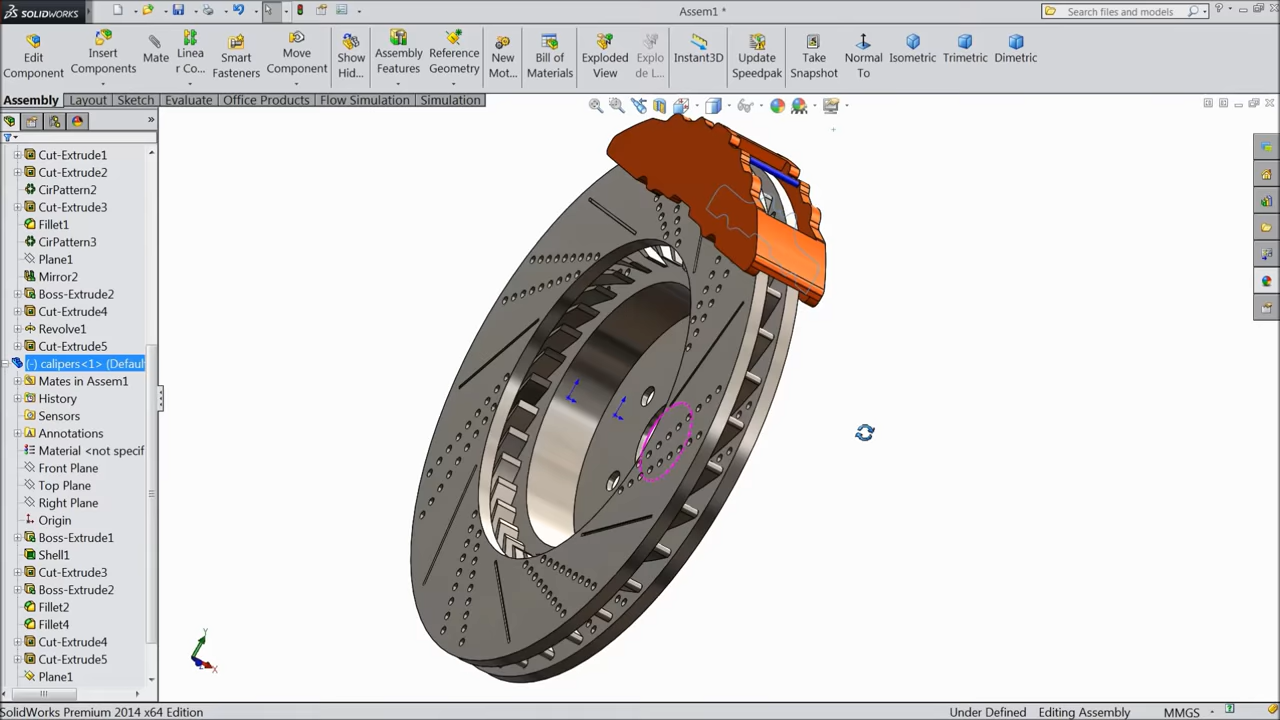 SOLIDWORKS
Assem1 *
Search files and models
Edit
Component
Insert
Components
Mate
Linea
r Co...
Smart
Fasteners
Move
Component
Show
Hid...
Assembly
Features
Reference
Geometry
New
Mot...
Bill of
Materials
Exploded
View
Explo
de L...
Instant3D
Update
Speedpak
Take
Snapshot
Normal
To
Isometric
Trimetric
Dimetric
Assembly
Layout
Sketch
Evaluate
Office Products
Flow Simulation
Simulation
Cut-Extrude1
Cut-Extrude2
CirPattern2
Cut-Extrude3
Fillet1
CirPattern3
Plane1
Mirror2
Boss-Extrude2
Cut-Extrude4
Revolve1
Cut-Extrude5
(-) calipers<1> (Defaul
Mates in Assem1
History
Sensors
Annotations
Material <not specif
Front Plane
Top Plane
Right Plane
Origin
Boss-Extrude1
Shell1
Cut-Extrude3
Boss-Extrude2
Fillet2
Fillet4
Cut-Extrude4
Cut-Extrude5
Plane1
Y
X
SolidWorks Premium 2014 x64 Edition
Under Defined
Editing Assembly
MMGS